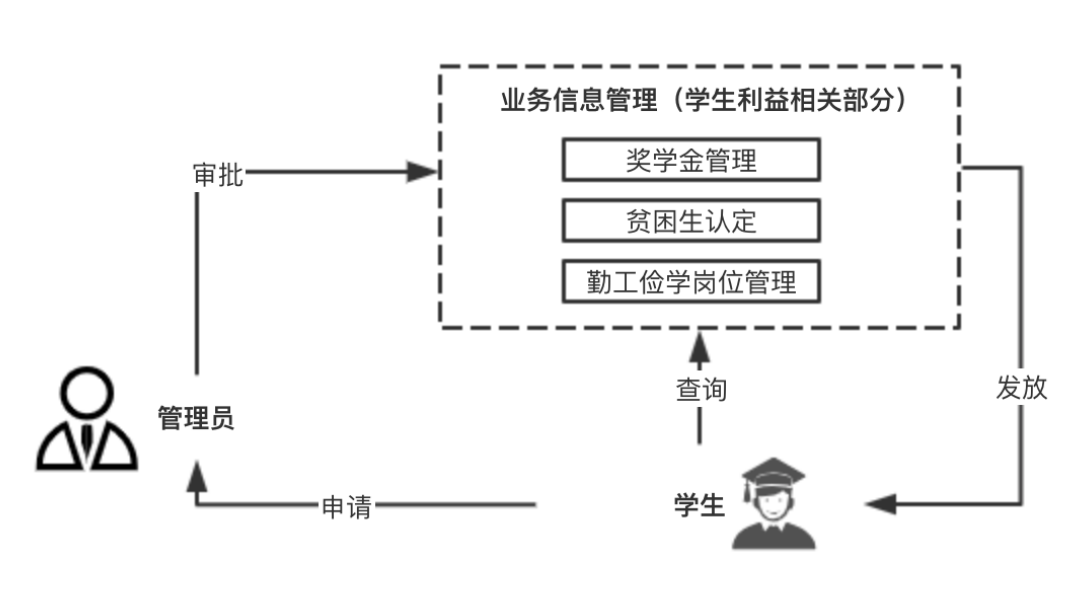 业务信息管理（学生利益相关部分）
奖学金管理
审批
贫困生认定
勤工俭学岗位管理
查询
发放
管理员
申请
学生